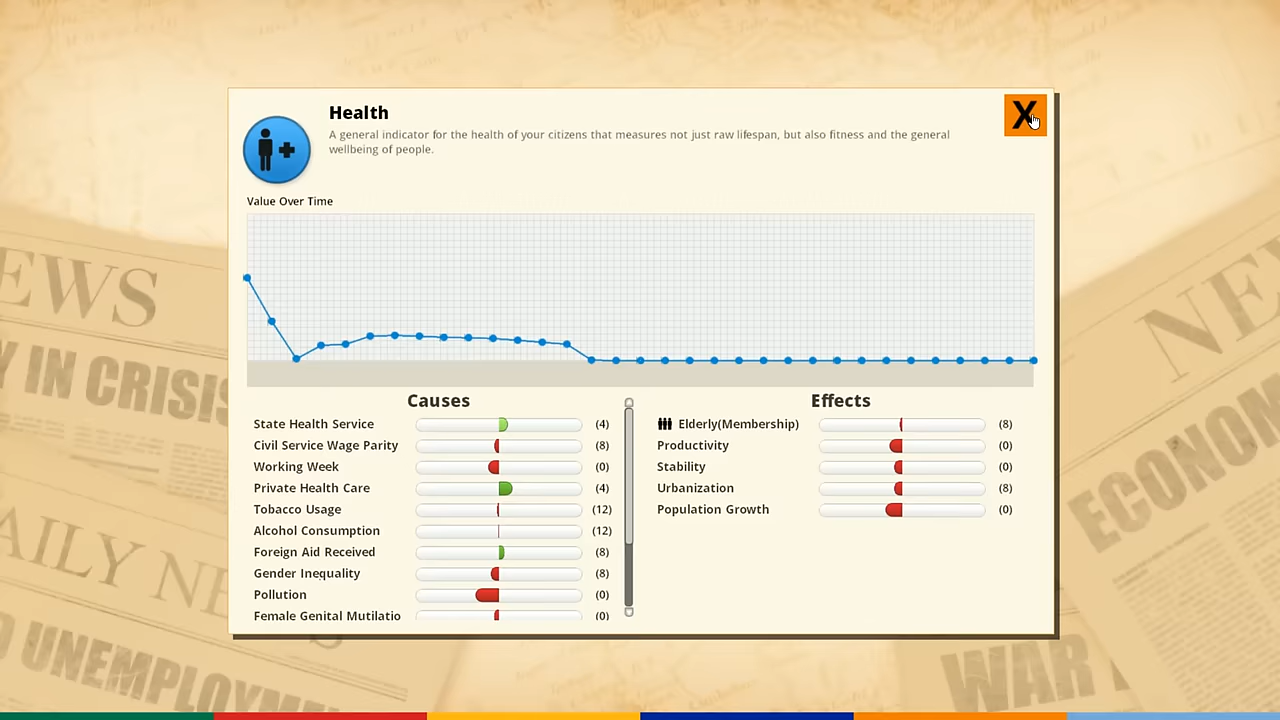 Health
X
A general indicator for the health of your citizens that measures not just raw lifespan, but also fitness and the general
wellbeing of people.
Value Over Time
Causes
State Health Service (4)
Civil Service Wage Parity (8)
Working Week (0)
Private Health Care (4)
Tobacco Usage (12)
Alcohol Consumption (12)
Foreign Aid Received (8)
Gender Inequality (8)
Pollution (0)
Female Genital Mutilatio (0)
Effects
Elderly(Membership) (8)
Productivity (0)
Stability (0)
Urbanization (8)
Population Growth (0)
EWS
Y IN CRISIS
AILY NE
UNEMPLOYM
NE
ECONOM
WAR